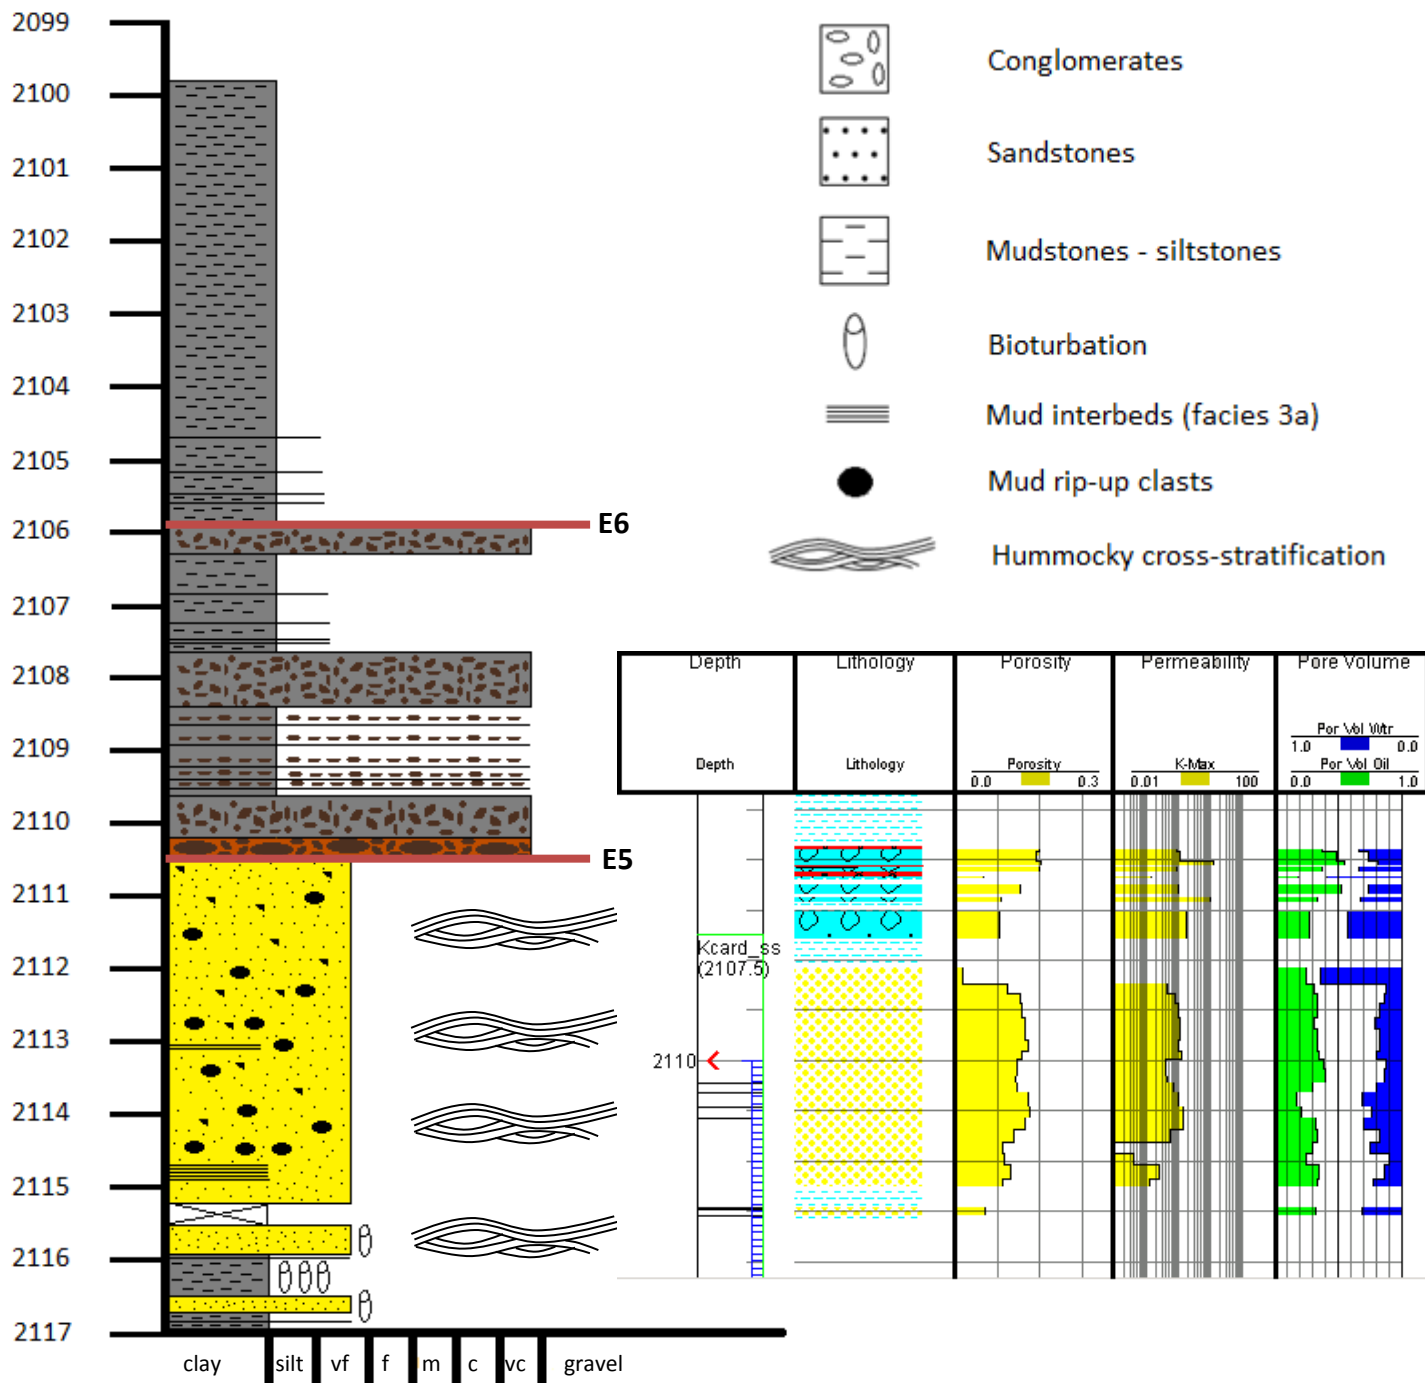 2099
2100
2101
2102
2103
2104
2105
2106
2107
2108
2109
2110
2111
2112
2113
2114
2115
2116
2117
E6
E5
clay silt vf f m c vc gravel
Conglomerates
Sandstones
Mudstones - siltstones
Bioturbation
Mud interbeds (facies 3a)
Mud rip-up clasts
Hummocky cross-stratification
Depth Lithology Porosity Permeability Pore Volume
Por Vol Wtr
1.0 0.0
Depth Lithology Porosity K-Max Por Vol Oil
0.0 0.3 0.01 100 0.0 1.0
Kcard_ss
(2107.5)
2110